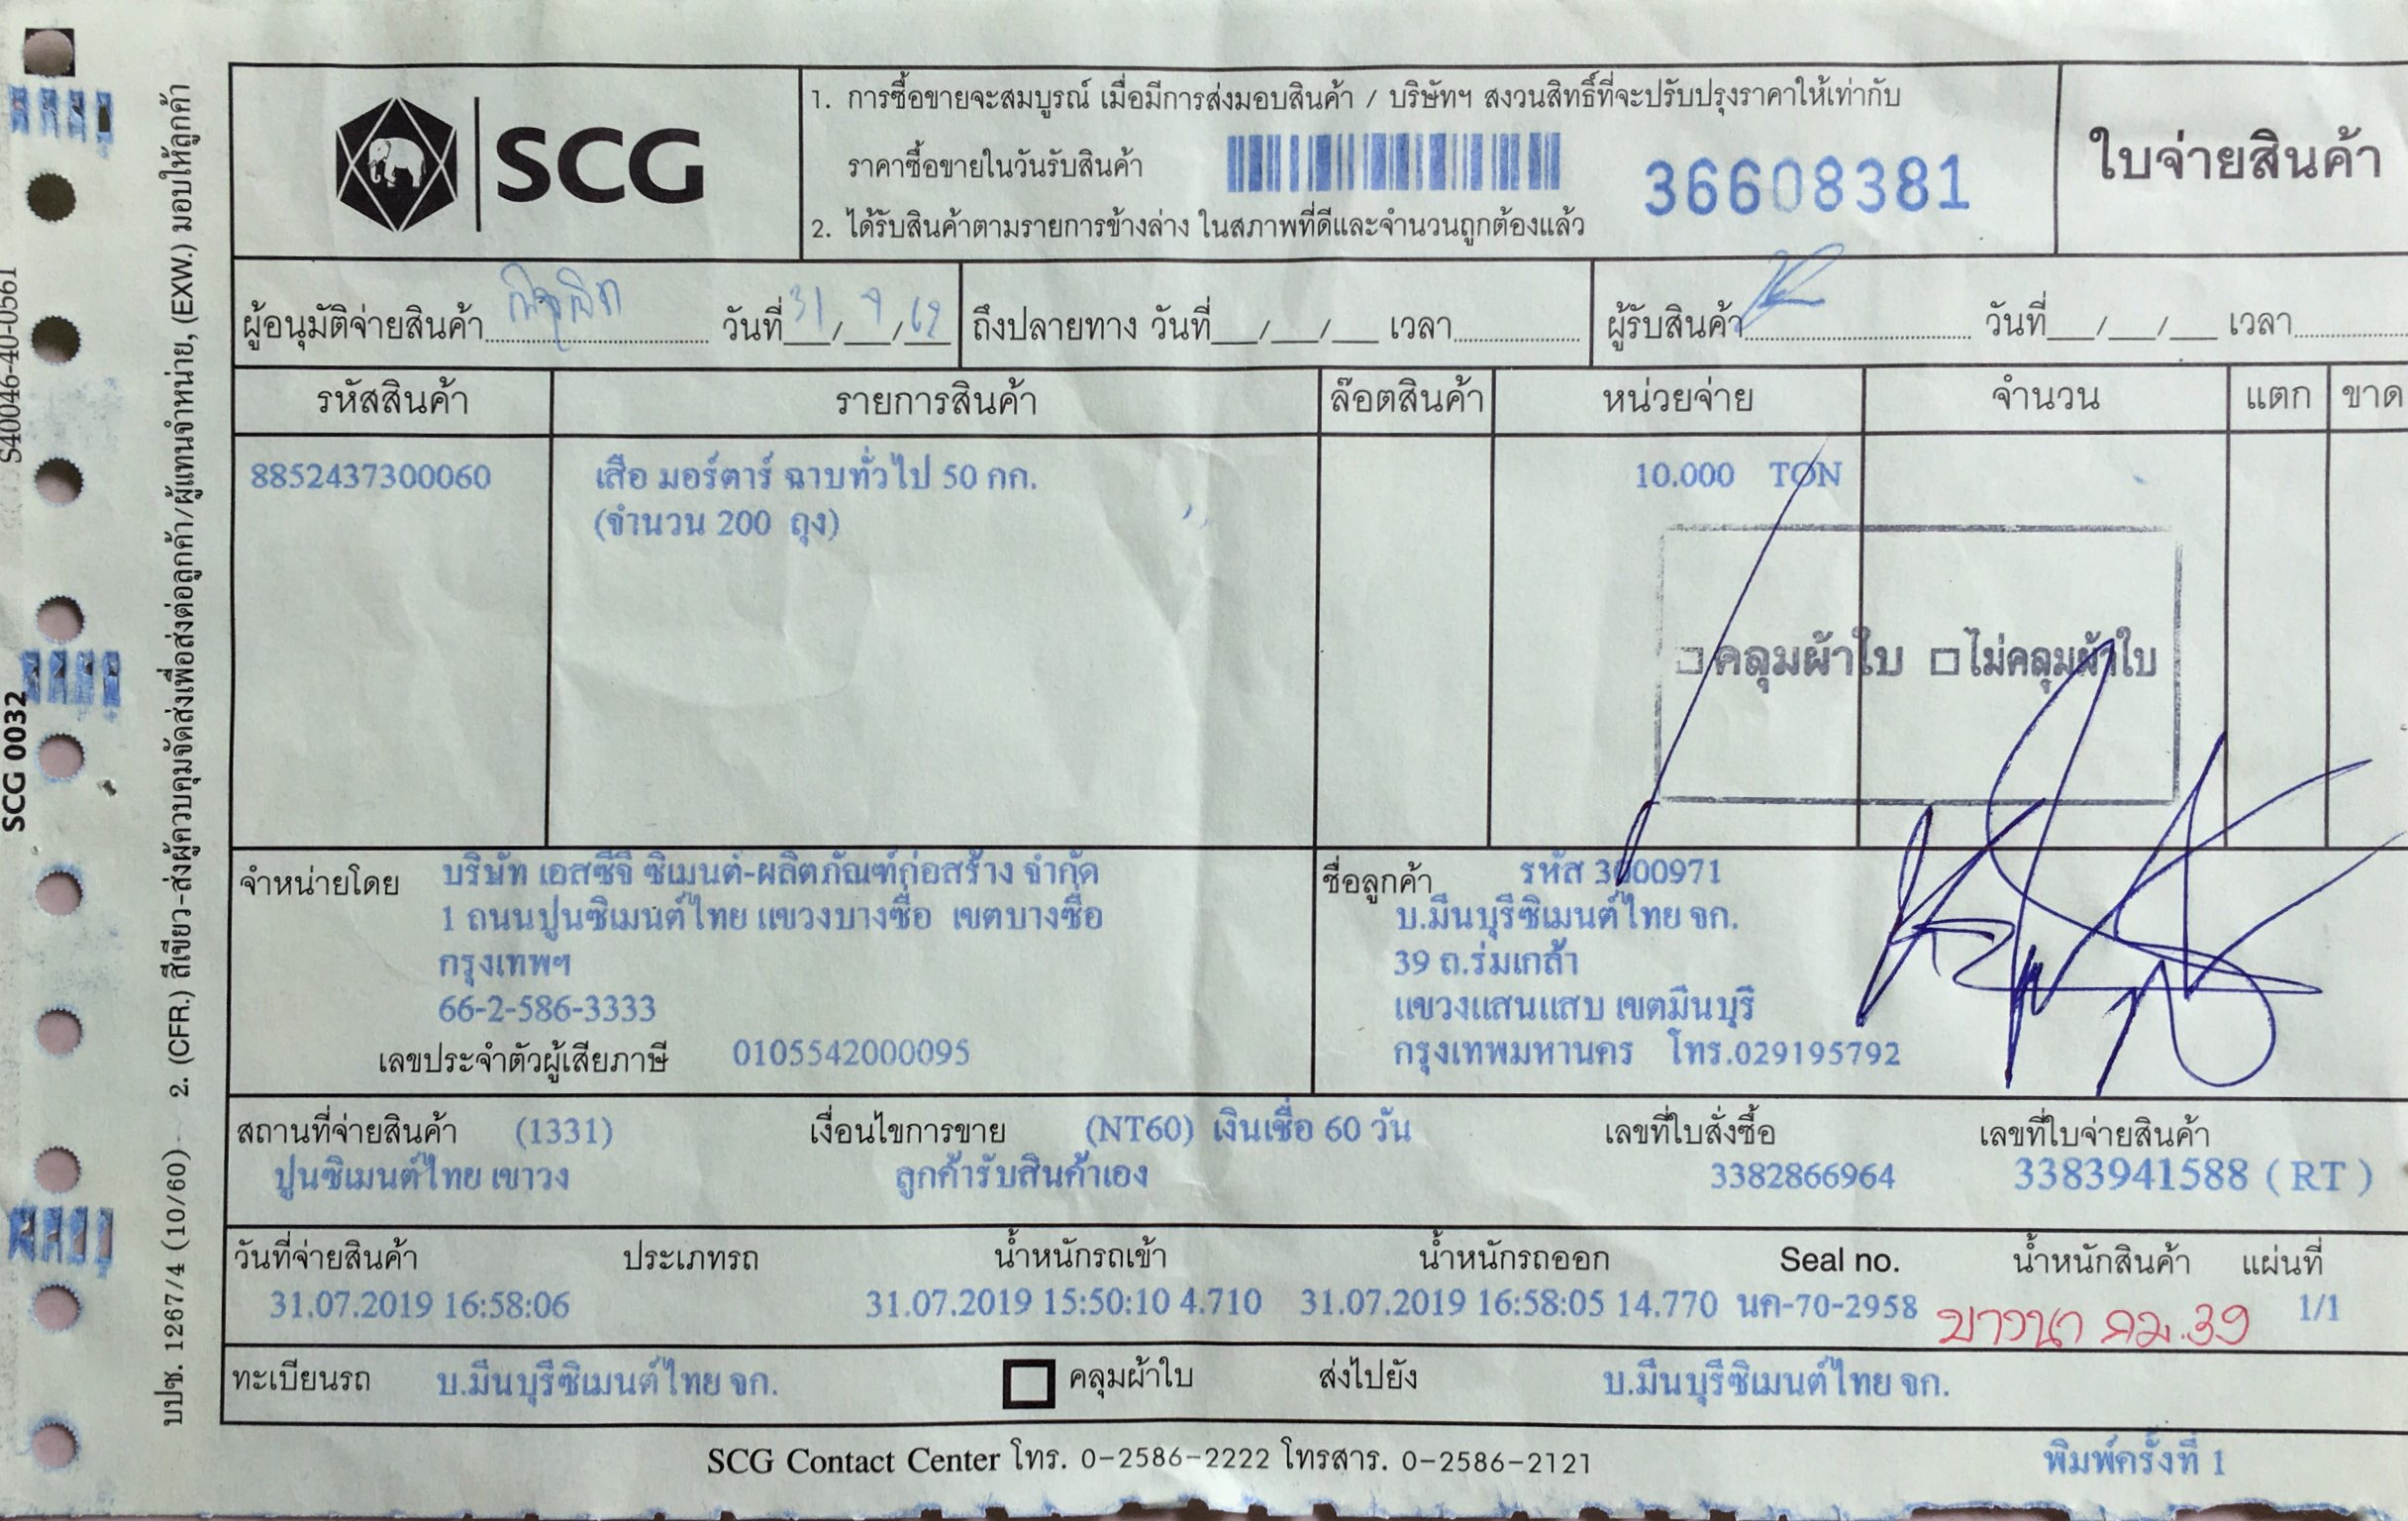 SCG
1. การซื้อขายจะสมบูรณ์ เมื่อมีการส่งมอบสินค้า / บริษัทฯ สงวนสิทธิ์ที่จะปรับปรุงราคาให้เท่ากับ
ราคาซื้อขายในวันรับสินค้า
36608381
2. ได้รับสินค้าตามรายการข้างล่าง ในสภาพที่ดีและจำนวนถูกต้องแล้ว
ใบจ่ายสินค้า
ผู้อนุมัติจ่ายสินค้า วันที่ 31/7/62 ถึงปลายทาง วันที่ __/__/__ เวลา ผู้รับสินค้า วันที่ __/__/__ เวลา
รหัสสินค้า รายการสินค้า ล๊อตสินค้า หน่วยจ่าย จำนวน แตก ขาด
8852437300060 เสือ มอร์ตาร์ ฉาบทั่วไป 50 กก. 10.000 TON
(จำนวน 200 ถุง)
คลุมผ้าใบ ไม่คลุมผ้าใบ
จำหน่ายโดย บริษัท เอสซีจี ซิเมนต์-ผลิตภัณฑ์ก่อสร้าง จำกัด
1 ถนนปูนซิเมนต์ไทย แขวงบางซื่อ เขตบางซื่อ
กรุงเทพฯ
66-2-586-3333
เลขประจำตัวผู้เสียภาษี 0105542000095
ชื่อลูกค้า รหัส 3000971
บ.มีนบุรีซิเมนต์ไทย จก.
39 ถ.ร่มเกล้า
แขวงแสนแสบ เขตมีนบุรี
กรุงเทพมหานคร โทร.029195792
สถานที่จ่ายสินค้า (1331) เงื่อนไขการขาย (NT60) เงินเชื่อ 60 วัน เลขที่ใบสั่งซื้อ เลขที่ใบจ่ายสินค้า
ปูนซิเมนต์ไทย เขาวง ลูกค้ารับสินค้าเอง 3382866964 3383941588 (RT)
วันที่จ่ายสินค้า ประเภทรถ น้ำหนักรถเข้า น้ำหนักรถออก Seal no. น้ำหนักสินค้า แผ่นที่
31.07.2019 16:58:06 31.07.2019 15:50:10 4.710 31.07.2019 16:58:05 14.770 นค-70-2958 บางนา กม.39 1/1
ทะเบียนรถ บ.มีนบุรีซิเมนต์ไทย จก. คลุมผ้าใบ ส่งไปยัง บ.มีนบุรีซิเมนต์ไทย จก.
SCG Contact Center โทร. 0-2586-2222 โทรสาร. 0-2586-2121
พิมพ์ครั้งที่ 1
บปซ. 1267/4 (10/60) 2. (CFR.) สีเขียว-ส่งผู้ควบคุมจัดส่งเพื่อส่งต่อลูกค้า/ผู้แทนจำหน่าย, (EXW.) มอบให้ลูกค้า
SCG 0032
S40046-40-0561